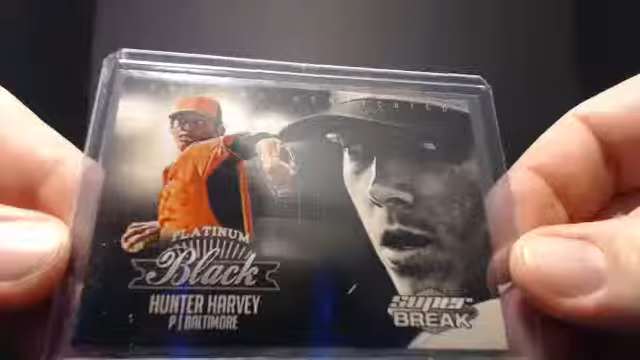 PLATINUM
Black
HUNTER HARVEY
P | BALTIMORE
SUPER
BREAK